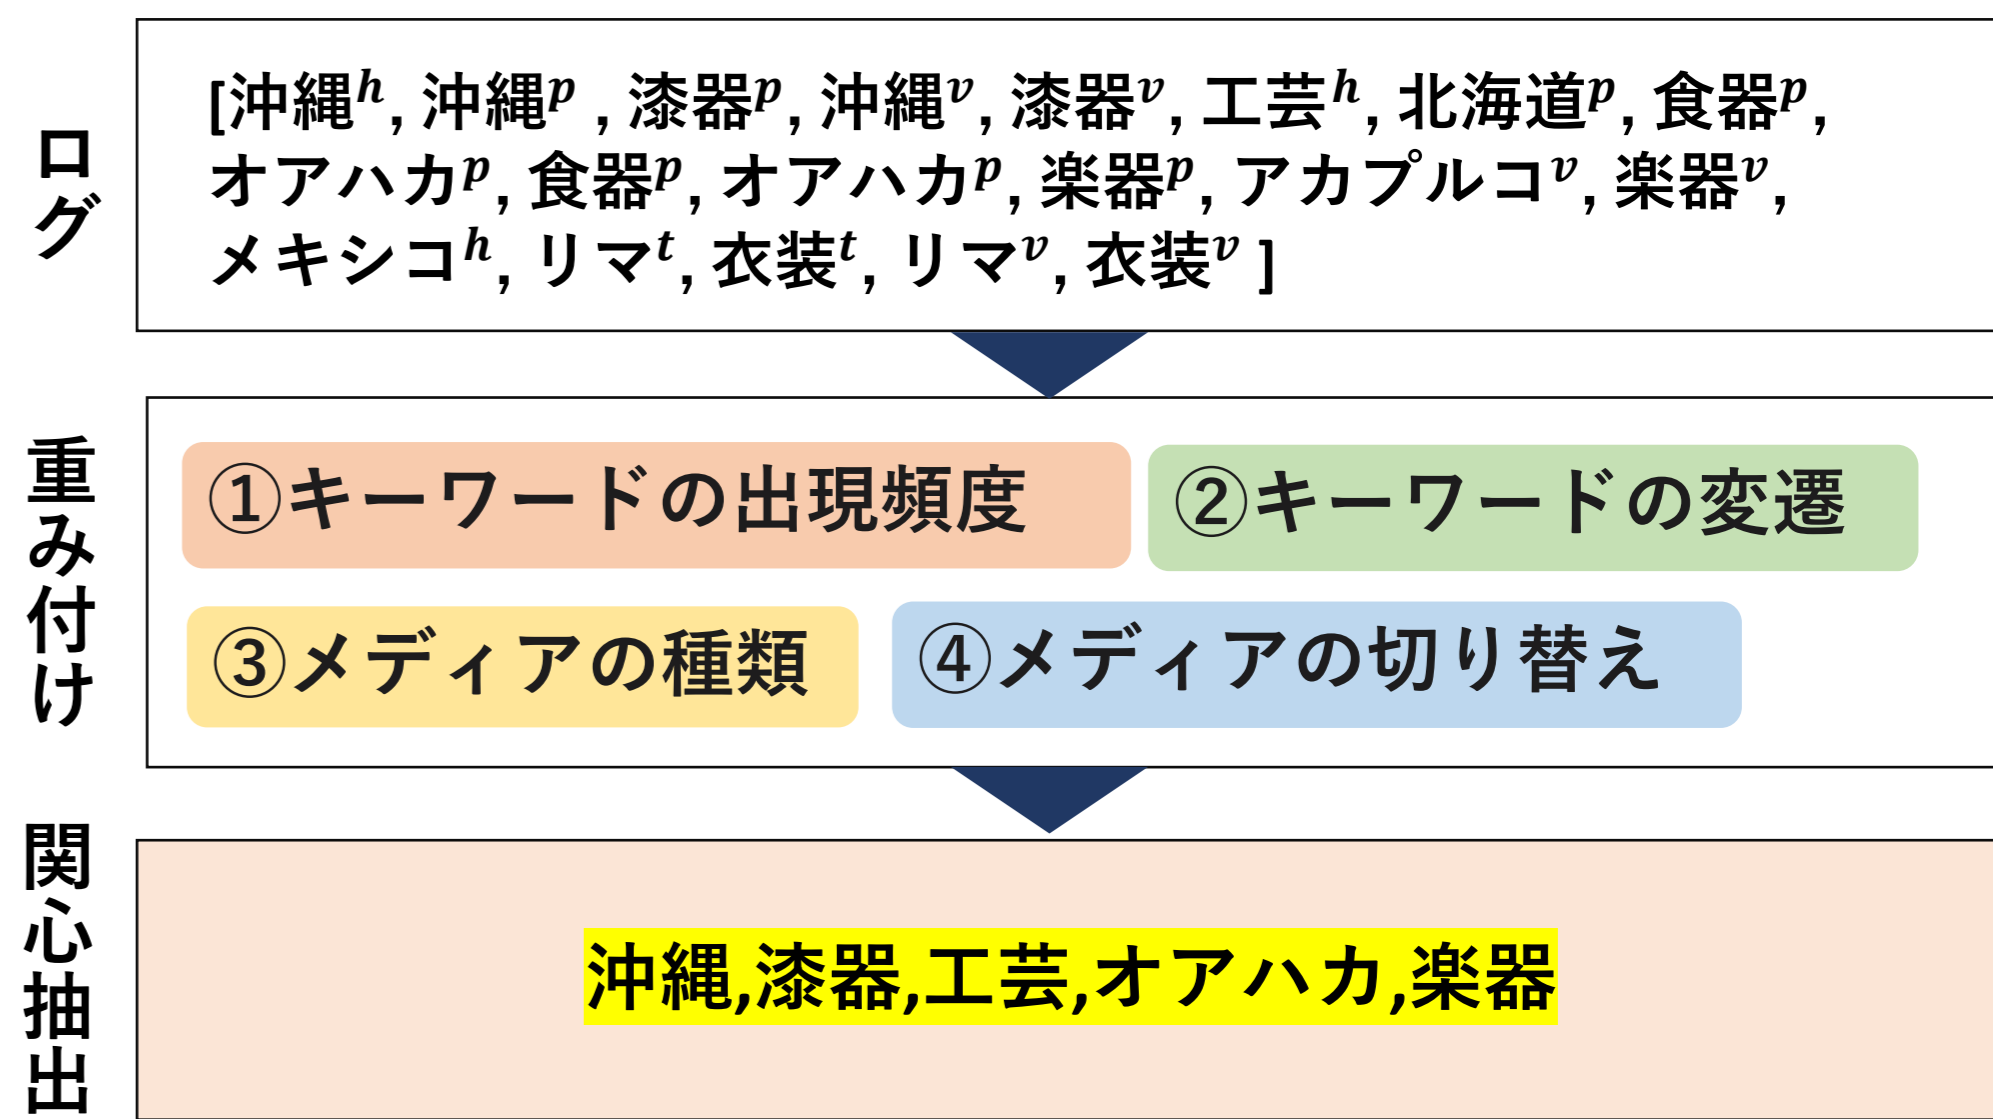 ログ
[沖縄h, 沖縄p , 漆器p, 沖縄v, 漆器v, 工芸h, 北海道p, 食器p,
オアハカp, 食器p, オアハカp, 楽器p, アカプルコv, 楽器v,
メキシコh, リマt, 衣装t, リマv, 衣装v ]
重み付け
①キーワードの出現頻度
②キーワードの変遷
③メディアの種類
④メディアの切り替え
関心抽出
沖縄,漆器,工芸,オアハカ,楽器